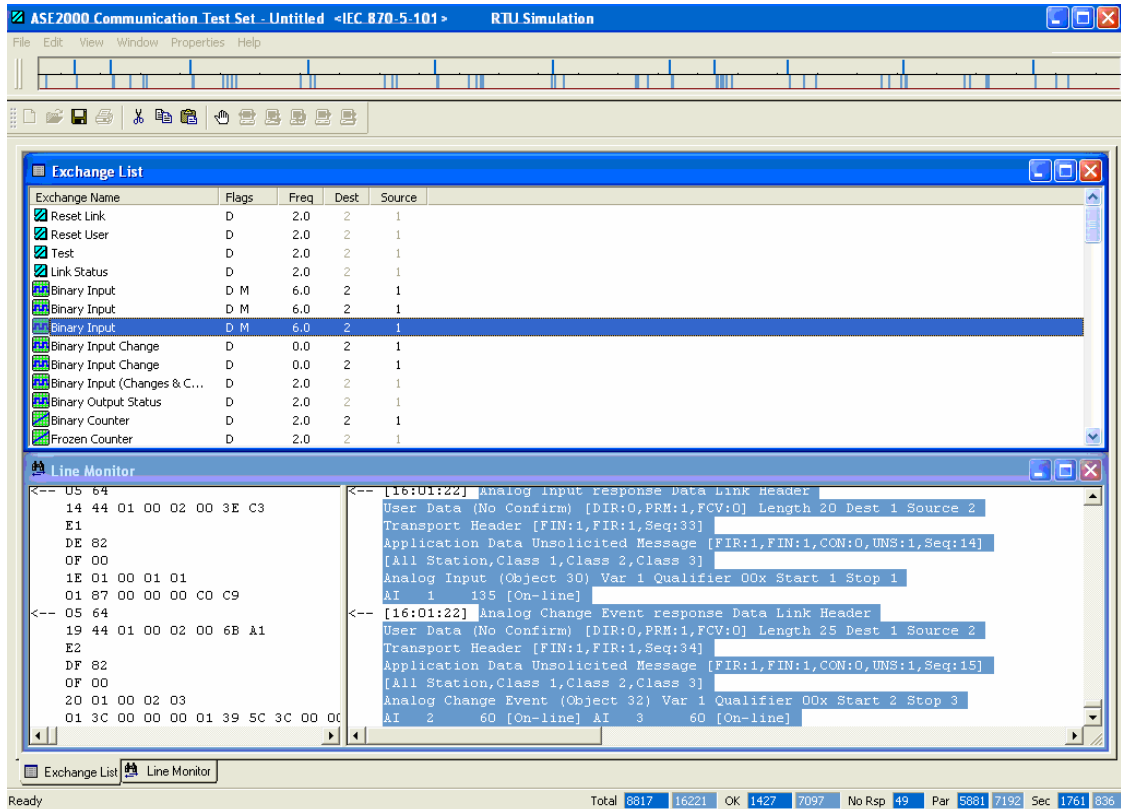 ASE2000 Communication Test Set - Untitled <IEC 870-5-101> RTU Simulation
File Edit View Window Properties Help
Exchange List
Exchange Name Flags Freq Dest Source
Reset Link D 2.0 2 1
Reset User D 2.0 2 1
Test D 2.0 2 1
Link Status D 2.0 2 1
Binary Input D M 6.0 2 1
Binary Input D M 6.0 2 1
Binary Input D M 6.0 2 1
Binary Input Change D 0.0 2 1
Binary Input Change D 0.0 2 1
Binary Input (Changes & C... D 2.0 2 1
Binary Output Status D 2.0 2 1
Binary Counter D 2.0 2 1
Frozen Counter D 2.0 2 1
Line Monitor
<-- 05 64
14 44 01 00 02 00 3E C3
E1
DE 82
0F 00
1E 01 00 01 01
01 87 00 00 00 C0 C9
<-- 05 64
19 44 01 00 02 00 6B A1
E2
DF 82
0F 00
20 01 00 02 03
01 3C 00 00 00 01 39 5C 3C 00 00
<-- [16:01:22] Analog Input response Data Link Header
User Data (No Confirm) [DIR:0,PRM:1,FCV:0] Length 20 Dest 1 Source 2
Transport Header [FIN:1,FIR:1,Seq:33]
Application Data Unsolicited Message [FIR:1,FIN:1,CON:0,UNS:1,Seq:14]
[All Station,Class 1,Class 2,Class 3]
Analog Input (Object 30) Var 1 Qualifier 00x Start 1 Stop 1
AI 1 135 [On-line]
<-- [16:01:22] Analog Change Event response Data Link Header
User Data (No Confirm) [DIR:0,PRM:1,FCV:0] Length 25 Dest 1 Source 2
Transport Header [FIN:1,FIR:1,Seq:34]
Application Data Unsolicited Message [FIR:1,FIN:1,CON:0,UNS:1,Seq:15]
[All Station,Class 1,Class 2,Class 3]
Analog Change Event (Object 32) Var 1 Qualifier 00x Start 2 Stop 3
AI 2 60 [On-line] AI 3 60 [On-line]
Exchange List Line Monitor
Ready Total 8817 16221 OK 1427 7097 No Rsp 49 Par 5881 7192 Sec 1761 836